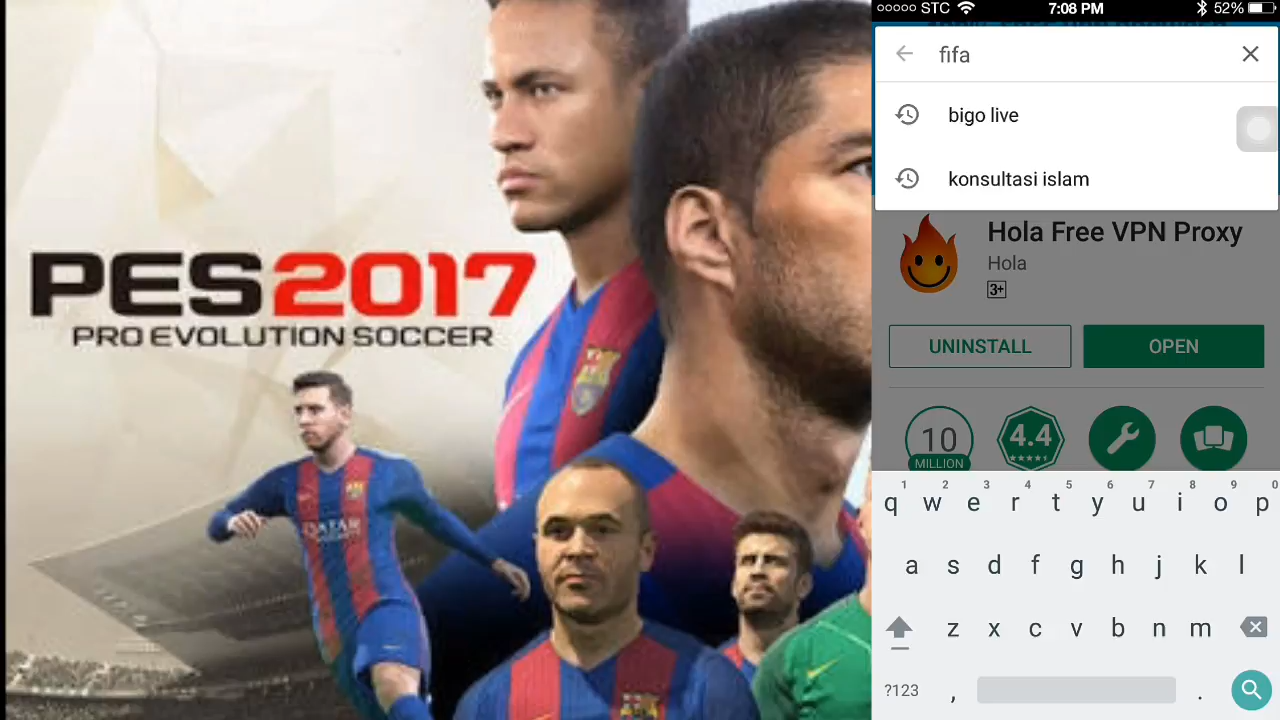 PES2017
PRO EVOLUTION SOCCER
QATAR
AIRWAYS
ooooo STC 7:08 PM 52%
fifa
bigo live
konsultasi islam
Hola Free VPN Proxy
Hola
3+
UNINSTALL OPEN
10 4.4
MILLION
1 2 3 4 5 6 7 8 9 0
q w e r t y u i o p
a s d f g h j k l
z x c v b n m
?123 , .